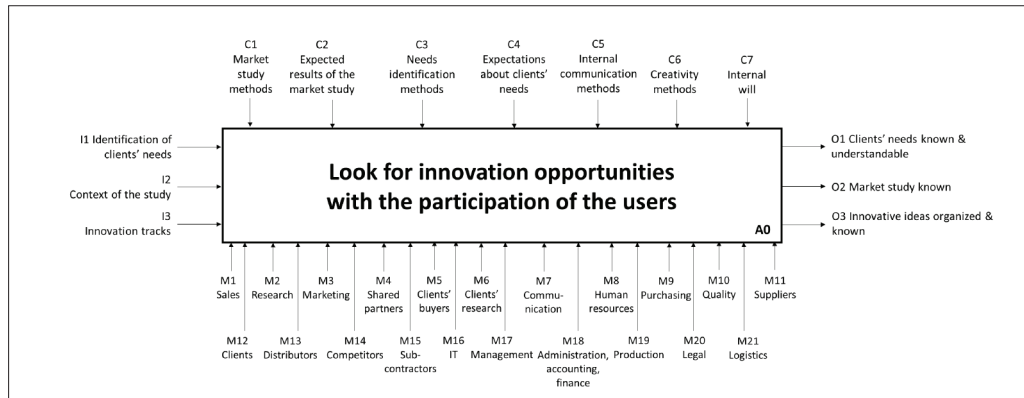 C1
Market
study
methods
C2
Expected
results of the
market study
C3
Needs
identification
methods
C4
Expectations
about clients'
needs
C5
Internal
communication
methods
C6
Creativity
methods
C7
Internal
will
I1 Identification of
clients' needs
I2
Context of the study
I3
Innovation tracks
Look for innovation opportunities
with the participation of the users
A0
O1 Clients' needs known &
understandable
O2 Market study known
O3 Innovative ideas organized &
known
M1
Sales
M2
Research
M3
Marketing
M4
Shared
partners
M5
Clients'
buyers
M6
Clients'
research
M7
Commu-
nication
M8
Human
resources
M9
Purchasing
M10
Quality
M11
Suppliers
M12
Clients
M13
Distributors
M14
Competitors
M15
Sub-
contractors
M16
IT
M17
Management
M18
Administration,
accounting,
finance
M19
Production
M20
Legal
M21
Logistics